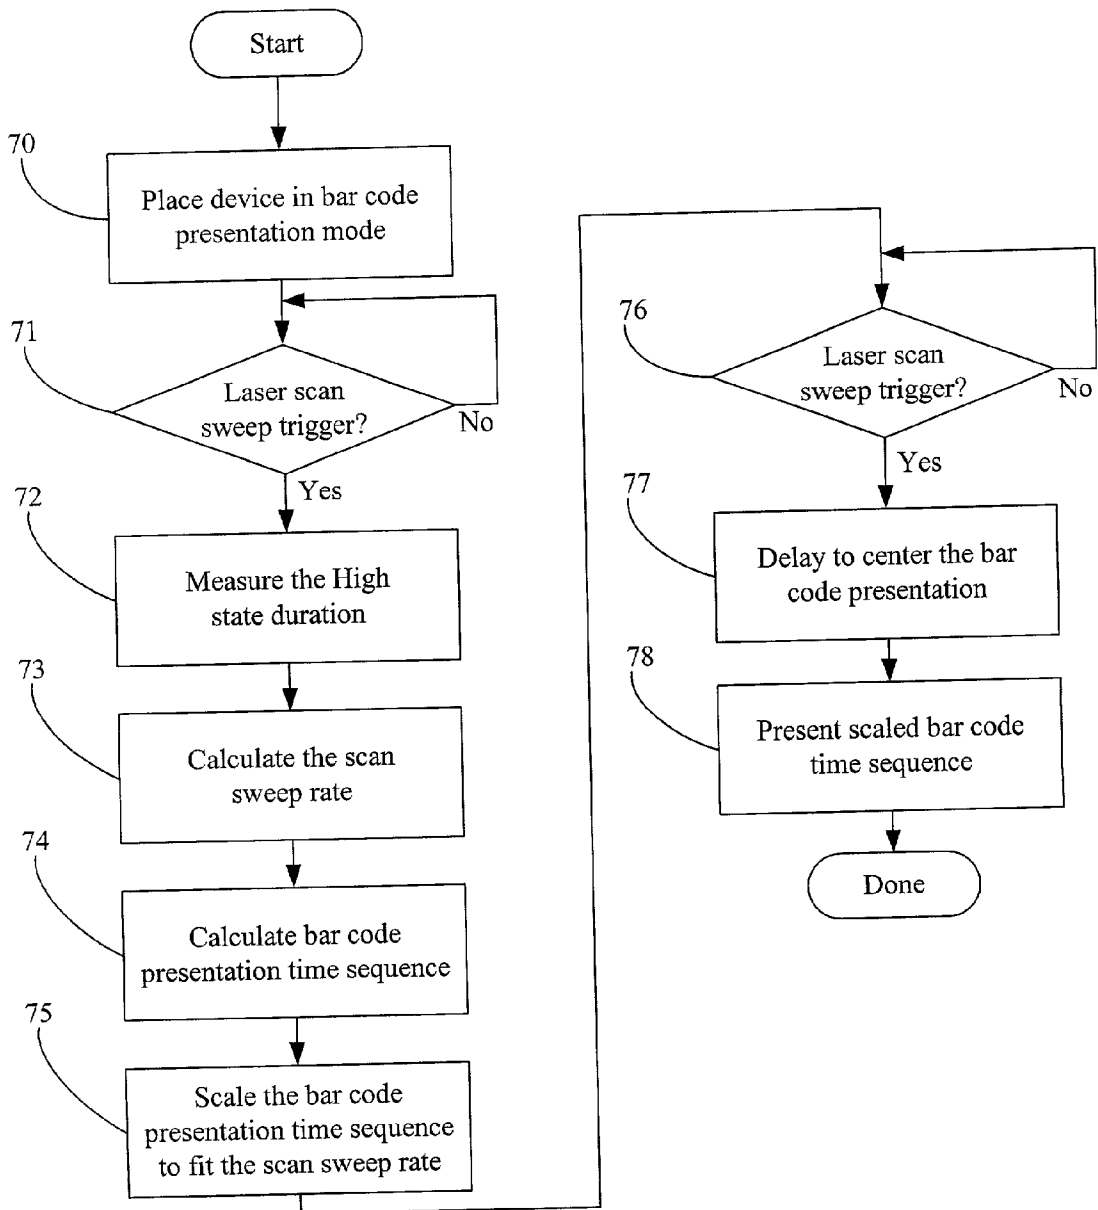 Start
70
Place device in bar code
presentation mode
71
Laser scan
sweep trigger?
No
Yes
72
Measure the High
state duration
73
Calculate the scan
sweep rate
74
Calculate bar code
presentation time sequence
75
Scale the bar code
presentation time sequence
to fit the scan sweep rate
76
Laser scan
sweep trigger?
No
Yes
77
Delay to center the bar
code presentation
78
Present scaled bar code
time sequence
Done